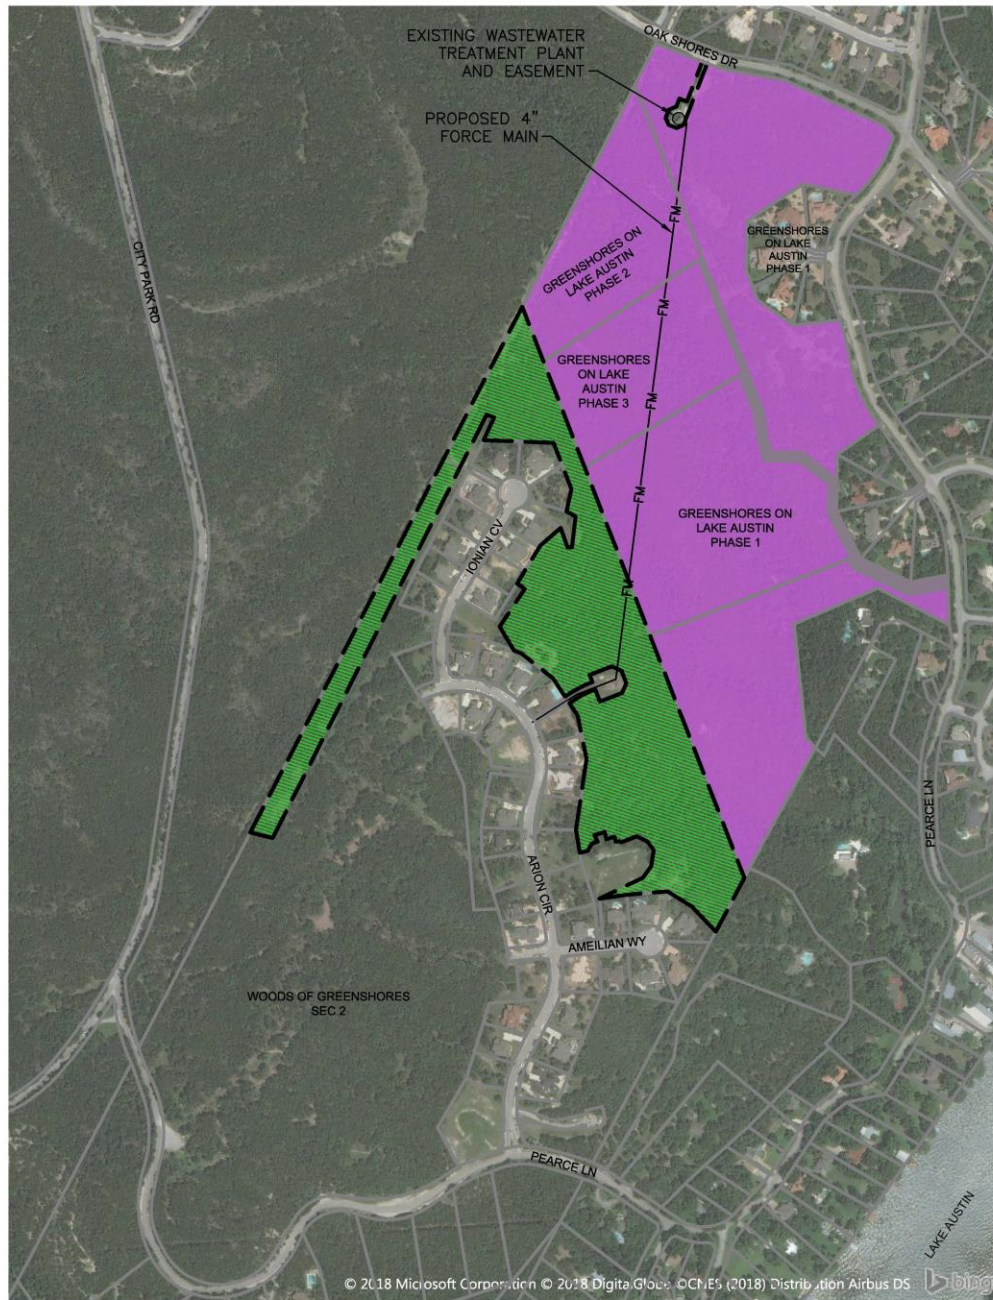 EXISTING WASTEWATER
TREATMENT PLANT
AND EASEMENT
OAK SHORES DR
PROPOSED 4"
FORCE MAIN
FM
CITY PARK RD
GREENSHORES
ON LAKE
AUSTIN
PHASE 1
GREENSHORES ON
LAKE AUSTIN
PHASE 2
FM
GREENSHORES
ON LAKE
AUSTIN
PHASE 3
FM
FM
GREENSHORES ON
LAKE AUSTIN
PHASE 1
IONIAN CV
FM
PEARCE LN
ARION CIR
AMEILIAN WY
WOODS OF GREENSHORES
SEC 2
PEARCE LN
LAKE AUSTIN
© 2018 Microsoft Corporation © 2018 DigitalGlobe ©CNES (2018) Distribution Airbus DS
bing